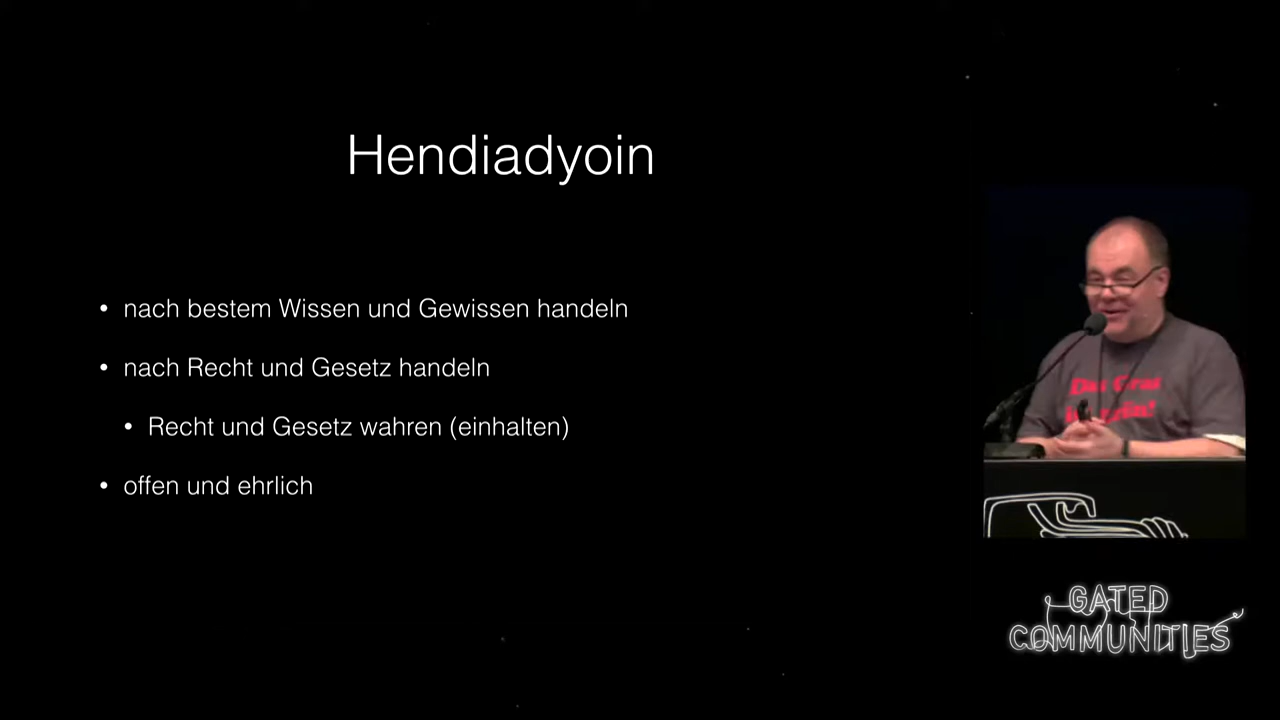 Hendiadyoin
• nach bestem Wissen und Gewissen handeln
• nach Recht und Gesetz handeln
• Recht und Gesetz wahren (einhalten)
• offen und ehrlich
GATED
COMMUNITIES